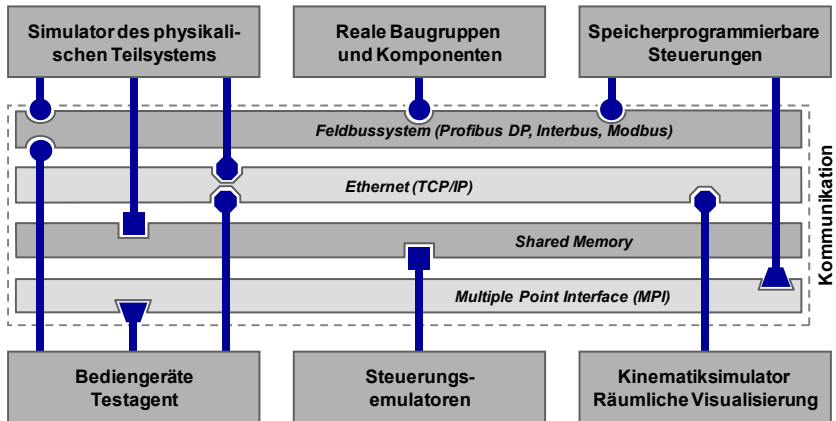 Simulator des physikali-
schen Teilsystems
Reale Baugruppen
und Komponenten
Speicherprogrammierbare
Steuerungen
Feldbussystem (Profibus DP, Interbus, Modbus)
Ethernet (TCP/IP)
Shared Memory
Multiple Point Interface (MPI)
Kommunikation
Bediengeräte
Testagent
Steuerungs-
emulatoren
Kinematiksimulator
Räumliche Visualisierung